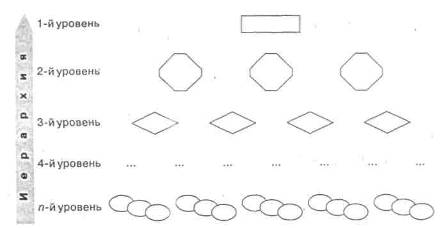 1-й уровень
2-й уровень
3-й уровень
4-й уровень ... ... ... ... ... ... ...
n-й уровень
Иерархия